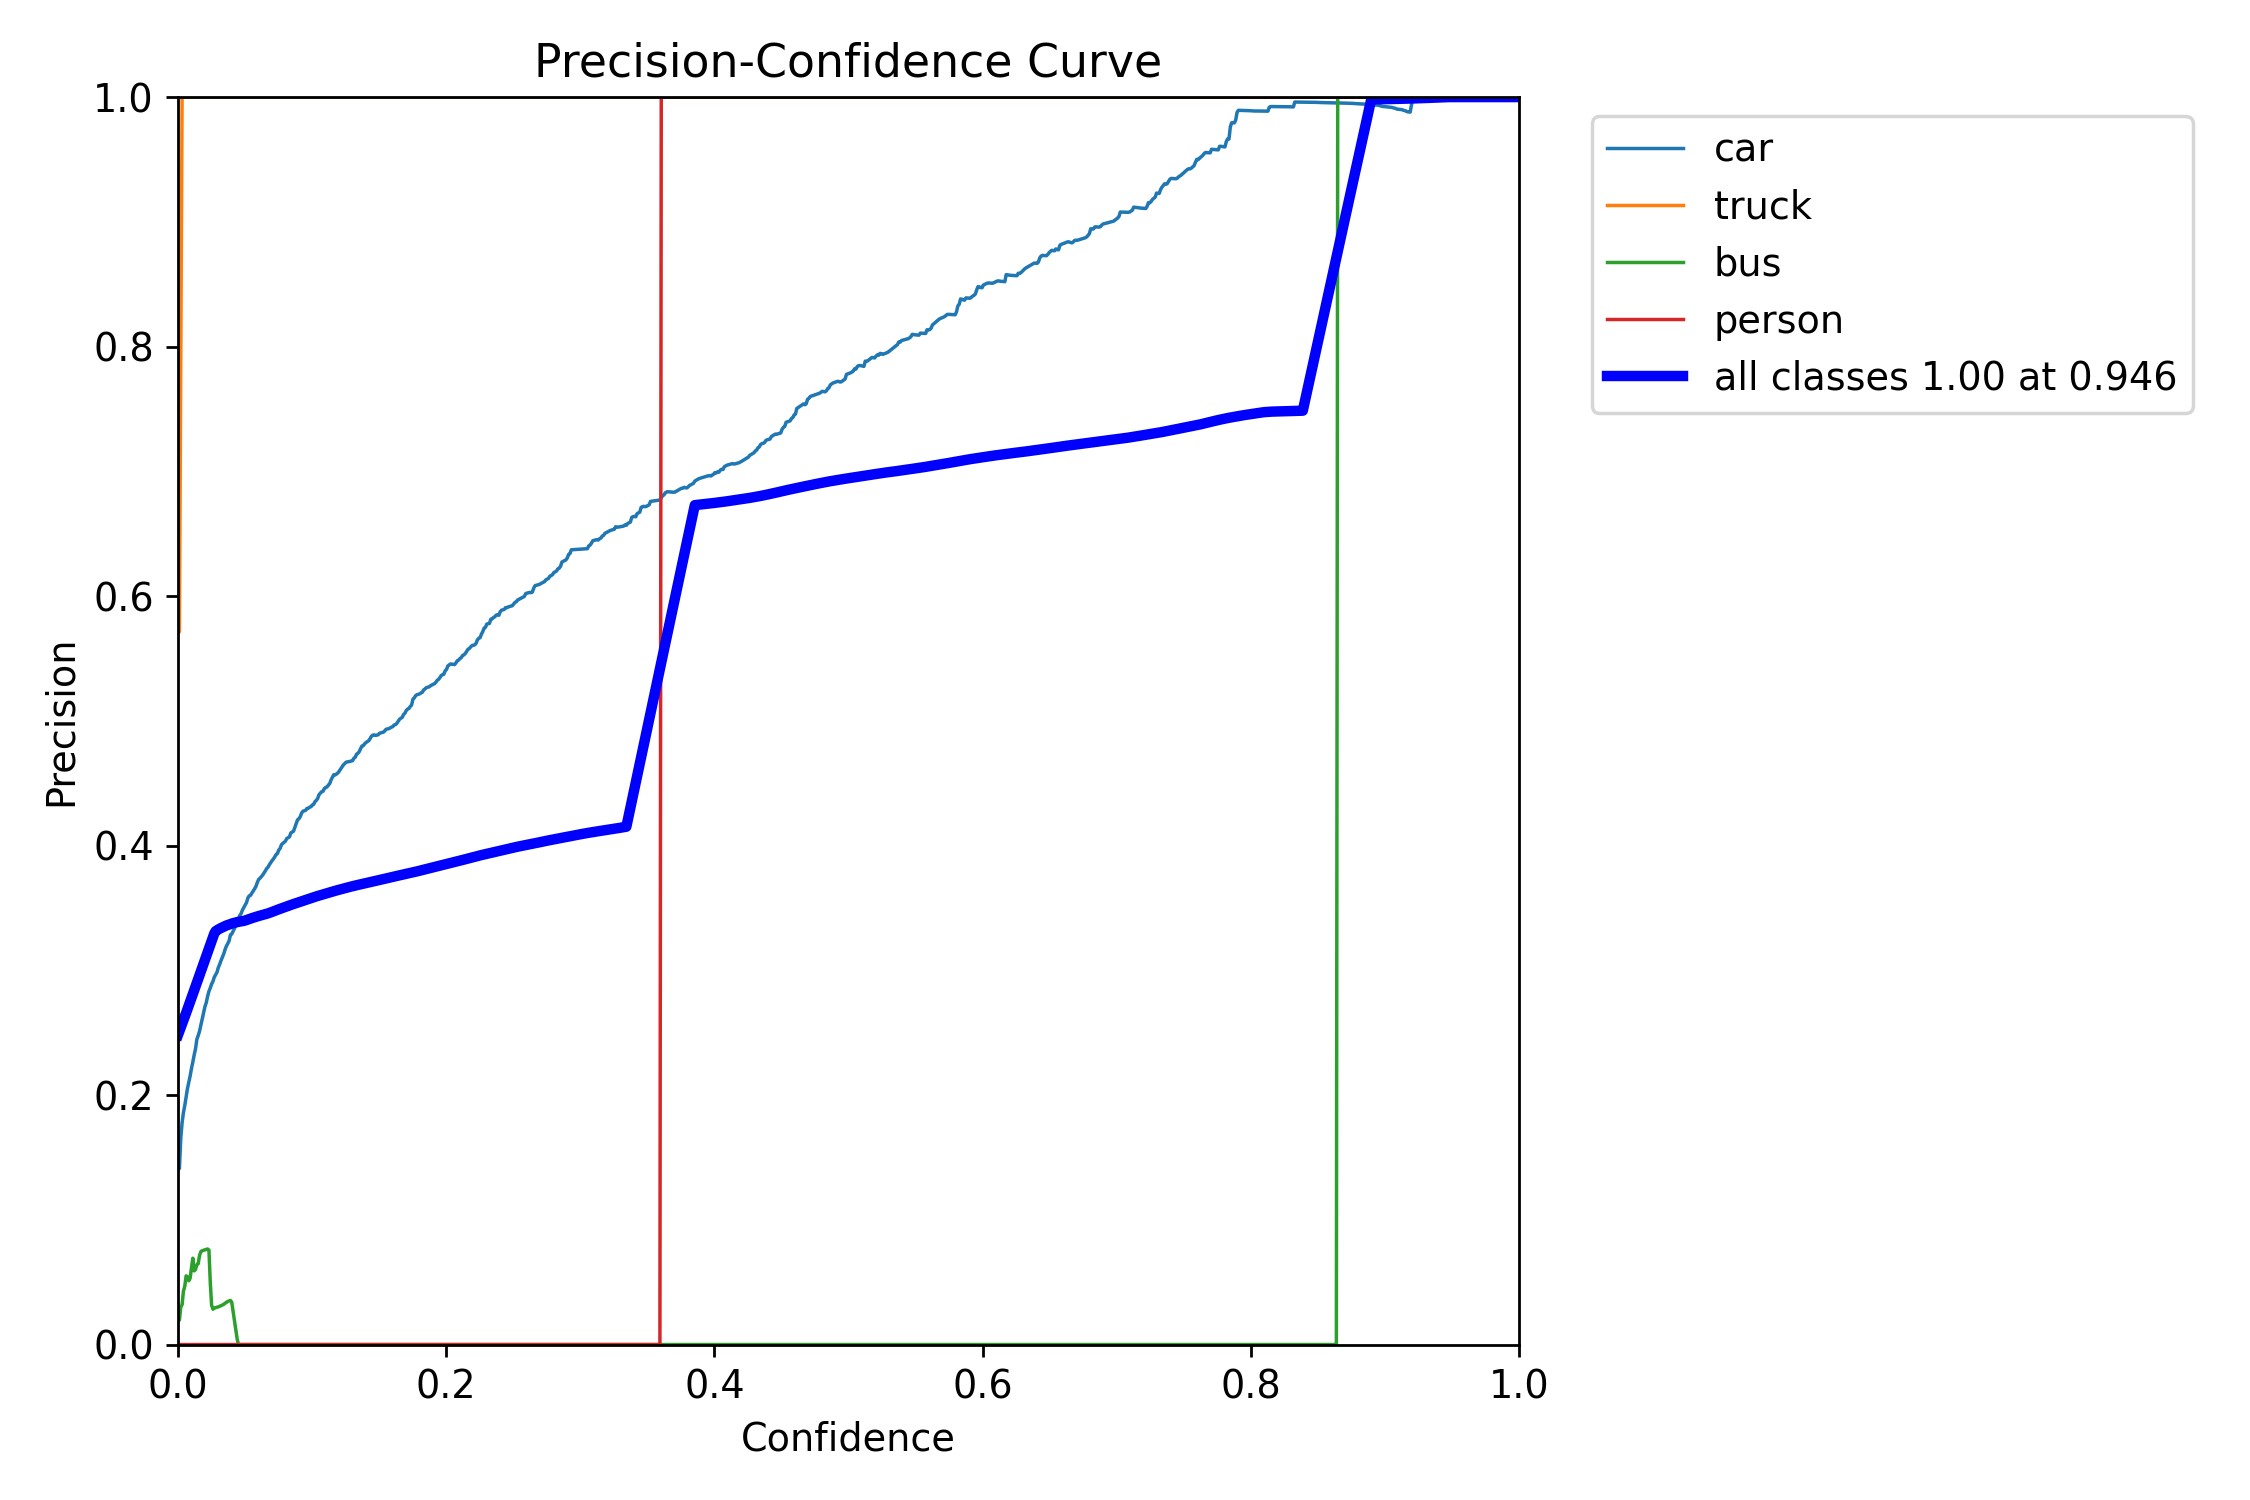 Precision-Confidence Curve
1.0
0.8
0.6
0.4
0.2
0.0
Precision
0.0 0.2 0.4 0.6 0.8 1.0
Confidence
car
truck
bus
person
all classes 1.00 at 0.946